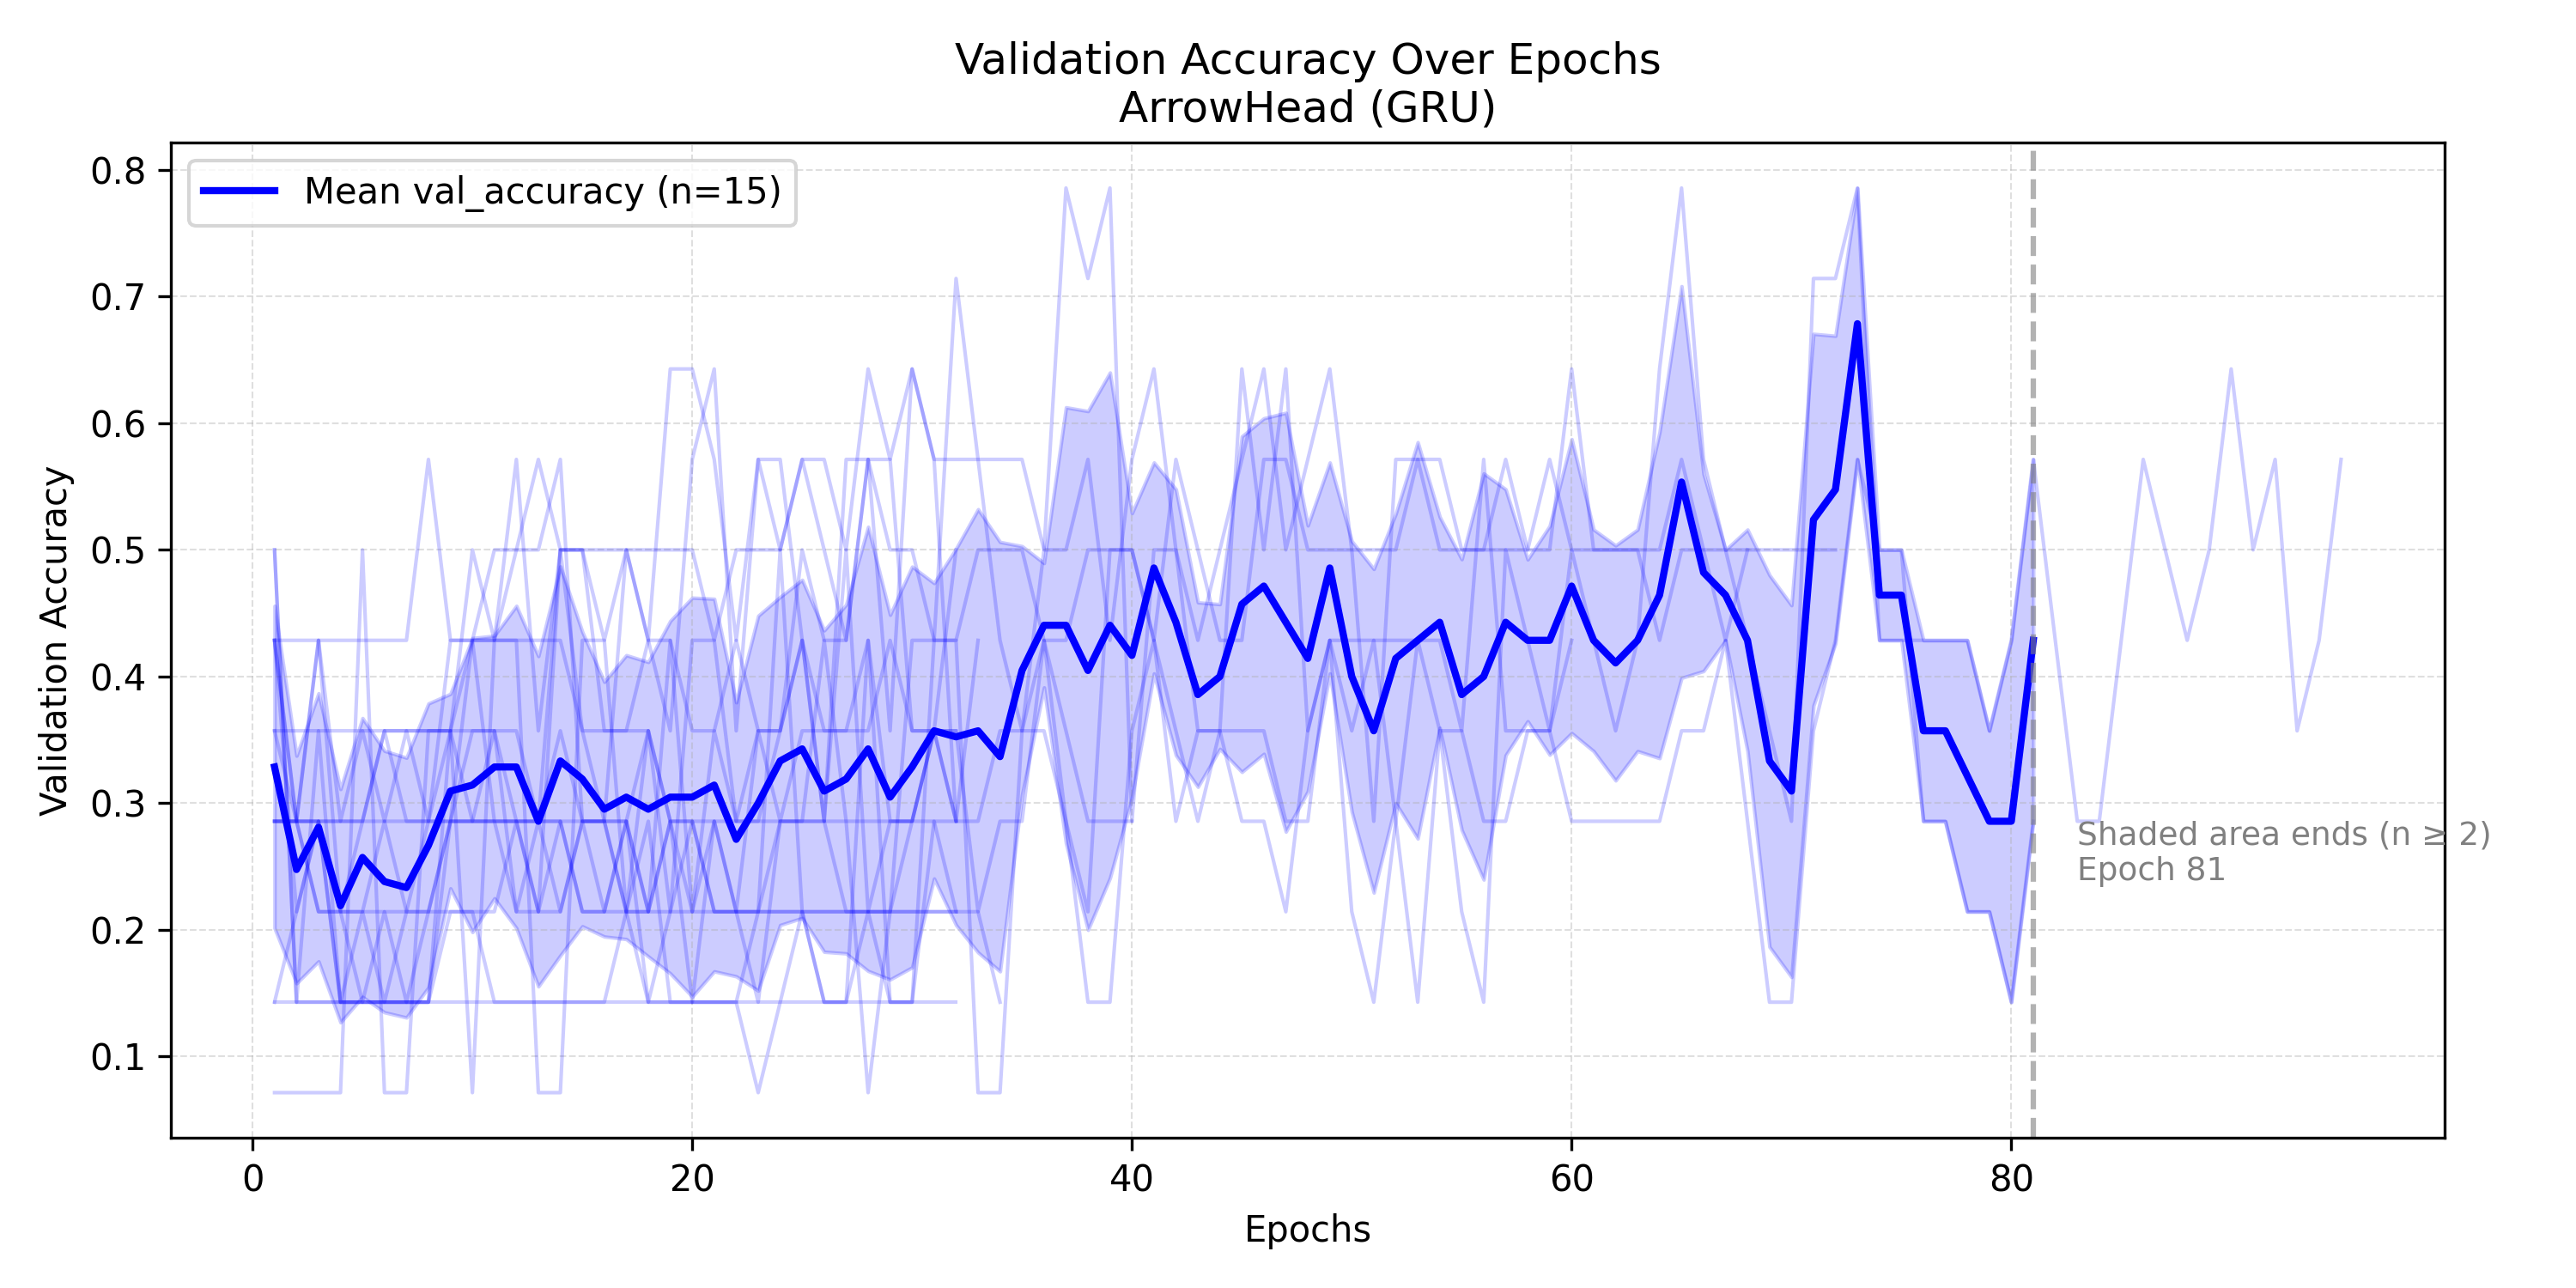 Validation Accuracy Over Epochs
ArrowHead (GRU)
Mean val_accuracy (n=15)
Validation Accuracy
0.8
0.7
0.6
0.5
0.4
0.3
0.2
0.1
Shaded area ends (n ≥ 2)
Epoch 81
0 20 40 60 80
Epochs